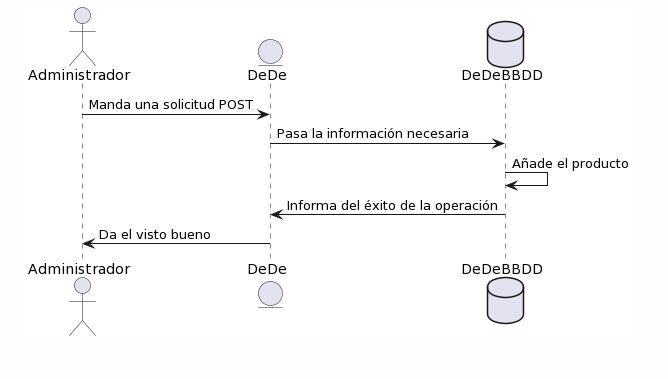 Administrador DeDe DeDeBBDD
Manda una solicitud POST
Pasa la información necesaria
Añade el producto
Informa del éxito de la operación
Da el visto bueno
Administrador DeDe DeDeBBDD